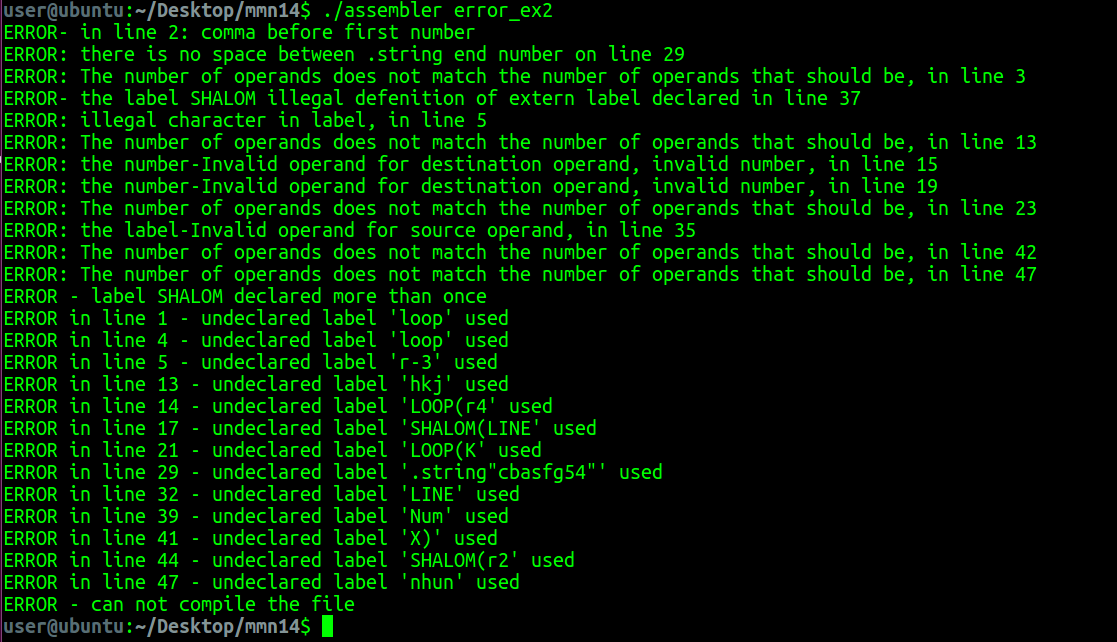 user@ubuntu:~/Desktop/mmn14$ ./assembler error_ex2
ERROR- in line 2: comma before first number
ERROR: there is no space between .string end number on line 29
ERROR: The number of operands does not match the number of operands that should be, in line 3
ERROR- the label SHALOM illegal defenition of extern label declared in line 37
ERROR: illegal character in label, in line 5
ERROR: The number of operands does not match the number of operands that should be, in line 13
ERROR: the number-Invalid operand for destination operand, invalid number, in line 15
ERROR: the number-Invalid operand for destination operand, invalid number, in line 19
ERROR: The number of operands does not match the number of operands that should be, in line 23
ERROR: the label-Invalid operand for source operand, in line 35
ERROR: The number of operands does not match the number of operands that should be, in line 42
ERROR: The number of operands does not match the number of operands that should be, in line 47
ERROR - label SHALOM declared more than once
ERROR in line 1 - undeclared label 'loop' used
ERROR in line 4 - undeclared label 'loop' used
ERROR in line 5 - undeclared label 'r-3' used
ERROR in line 13 - undeclared label 'hkj' used
ERROR in line 14 - undeclared label 'LOOP(r4' used
ERROR in line 17 - undeclared label 'SHALOM(LINE' used
ERROR in line 21 - undeclared label 'LOOP(K' used
ERROR in line 29 - undeclared label '.string"cbasfg54"' used
ERROR in line 32 - undeclared label 'LINE' used
ERROR in line 39 - undeclared label 'Num' used
ERROR in line 41 - undeclared label 'X)' used
ERROR in line 44 - undeclared label 'SHALOM(r2' used
ERROR in line 47 - undeclared label 'nhun' used
ERROR - can not compile the file
user@ubuntu:~/Desktop/mmn14$